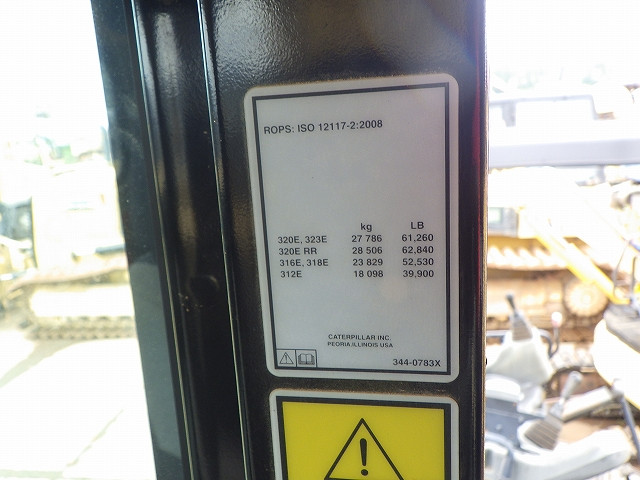 ROPS: ISO 12117-2:2008
kg LB
320E, 323E 27 786 61,260
320E RR 28 506 62,840
316E, 318E 23 829 52,530
312E 18 098 39,900
CATERPILLAR INC.
PEORIA,ILLINOIS USA
344-0783X